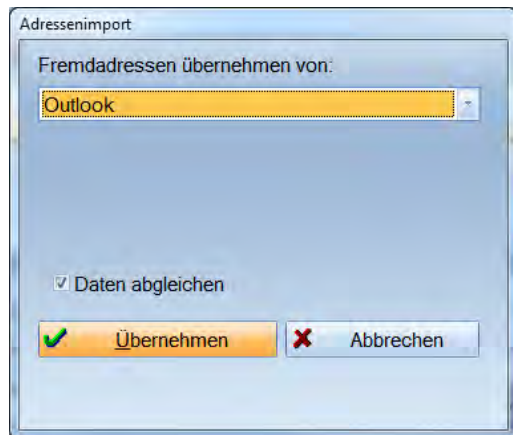 Adressenimport
Fremdadressen übernehmen von:
Outlook
Daten abgleichen
Übernehmen
Abbrechen